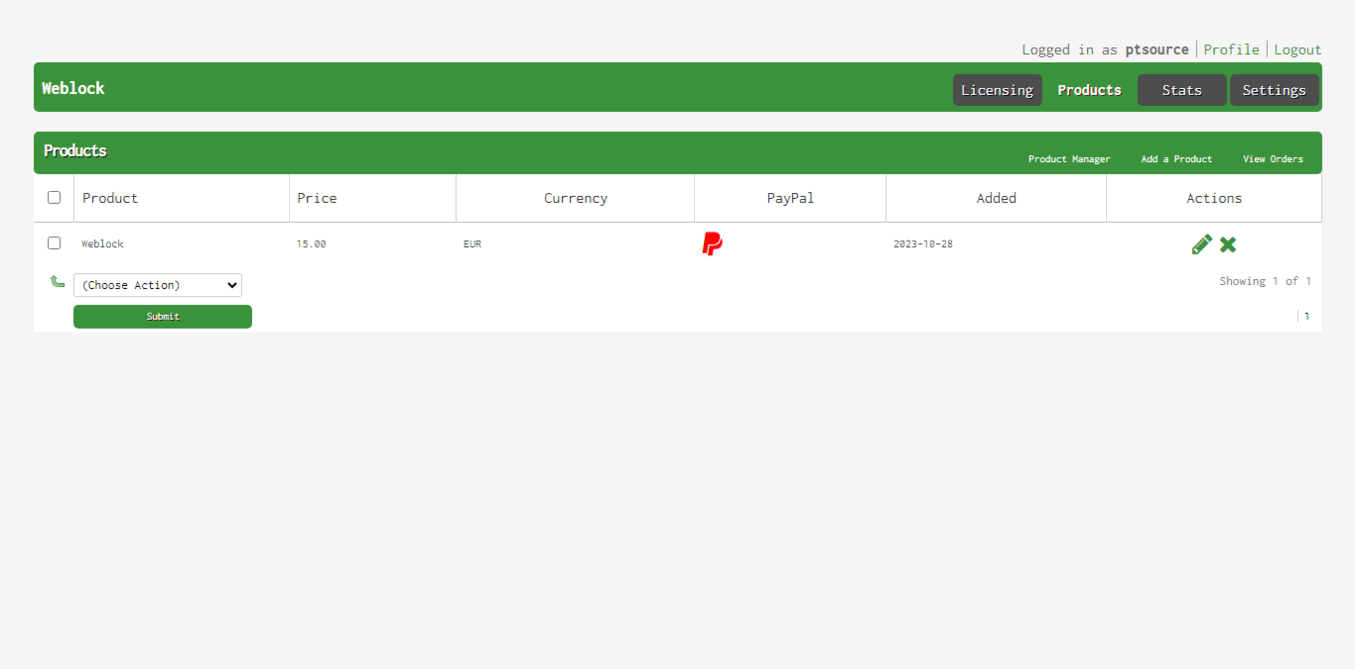 Logged in as ptsource | Profile | Logout
Weblock Licensing Products Stats Settings
Products Product Manager Add a Product View Orders
Product Price Currency PayPal Added Actions
Weblock 15.00 EUR 2023-10-28
(Choose Action) Showing 1 of 1
Submit | 1